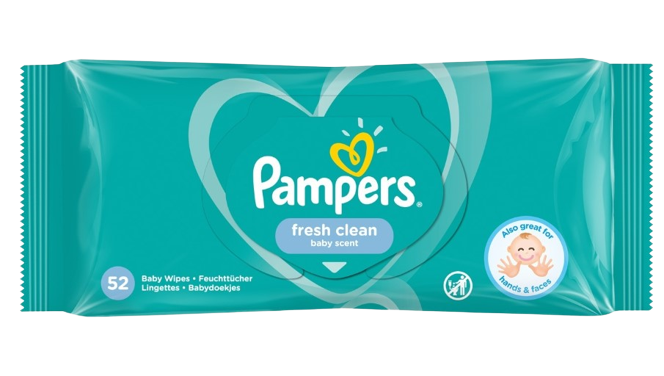 Pampers®
fresh clean
baby scent
Also great for
hands & faces
52
Baby Wipes • Feuchttücher
Lingettes • Babydoekjes